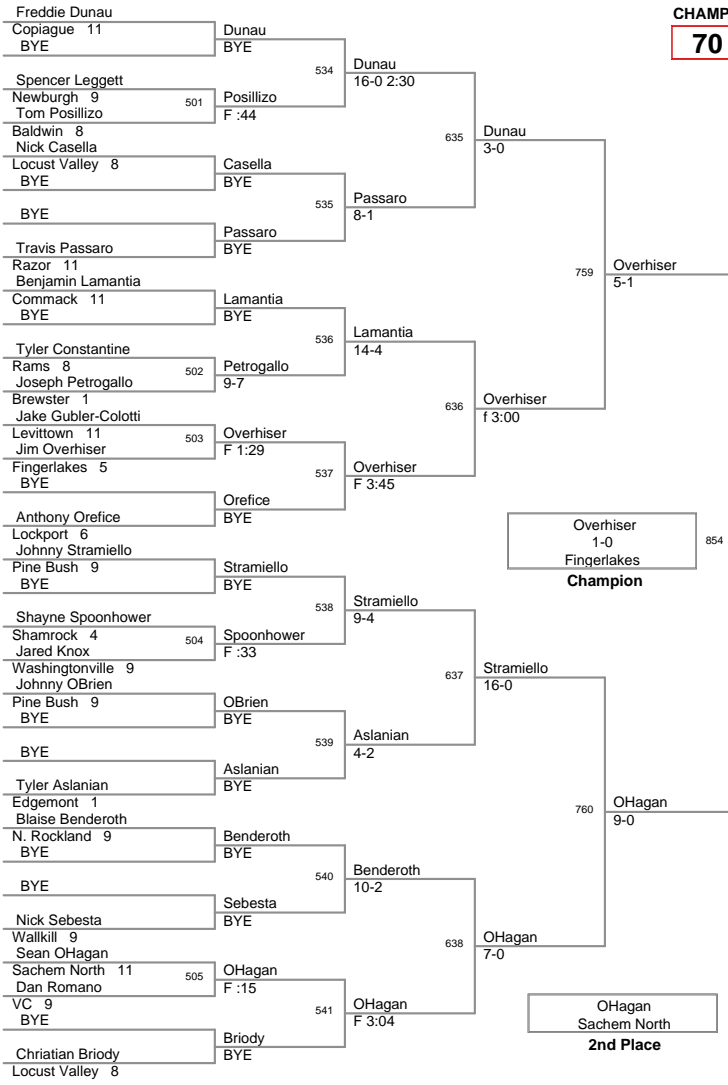 CHAMP
70
Freddie Dunau
Copiague 11
BYE
Spencer Leggett
Newburgh 9
Tom Posillizo
Baldwin 8
Nick Casella
Locust Valley 8
BYE
BYE
Travis Passaro
Razor 11
Benjamin Lamantia
Commack 11
BYE
Tyler Constantine
Rams 8
Joseph Petrogallo
Brewster 1
Jake Gubler-Colotti
Levittown 11
Jim Overhiser
Fingerlakes 5
BYE
Anthony Orefice
Lockport 6
Johnny Stramiello
Pine Bush 9
BYE
Shayne Spoonhower
Shamrock 4
Jared Knox
Washingtonville 9
Johnny OBrien
Pine Bush 9
BYE
BYE
Tyler Aslanian
Edgemont 1
Blaise Benderoth
N. Rockland 9
BYE
BYE
Nick Sebesta
Wallkill 9
Sean OHagan
Sachem North 11
Dan Romano
VC 9
BYE
Christian Briody
Locust Valley 8
501
502
503
504
505
Dunau
BYE
Posillizo
F :44
Casella
BYE
Passaro
BYE
Lamantia
BYE
Petrogallo
9-7
Overhiser
F 1:29
Orefice
BYE
Stramiello
BYE
Spoonhower
F :33
OBrien
BYE
Aslanian
BYE
Benderoth
BYE
Sebesta
BYE
OHagan
F :15
Briody
BYE
534
535
536
537
538
539
540
541
Dunau
16-0 2:30
Passaro
8-1
Lamantia
14-4
Overhiser
F 3:45
Stramiello
9-4
Aslanian
4-2
Benderoth
10-2
OHagan
F 3:04
635
636
637
638
Dunau
3-0
Overhiser
f 3:00
Stramiello
16-0
OHagan
7-0
759
760
Overhiser
5-1
OHagan
9-0
Overhiser
1-0
Fingerlakes
854
Champion
OHagan
Sachem North
2nd Place